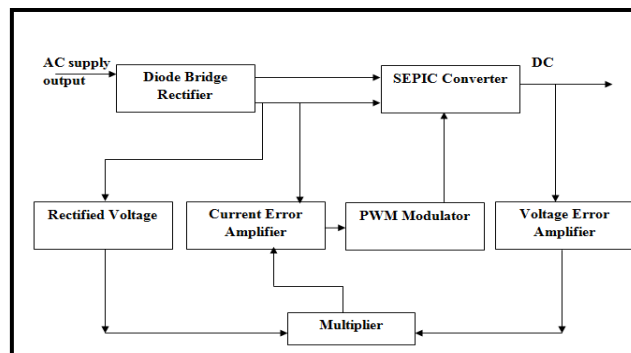 AC supply
output
Diode Bridge
Rectifier
SEPIC Converter
DC
Rectified Voltage
Current Error
Amplifier
PWM Modulator
Voltage Error
Amplifier
Multiplier